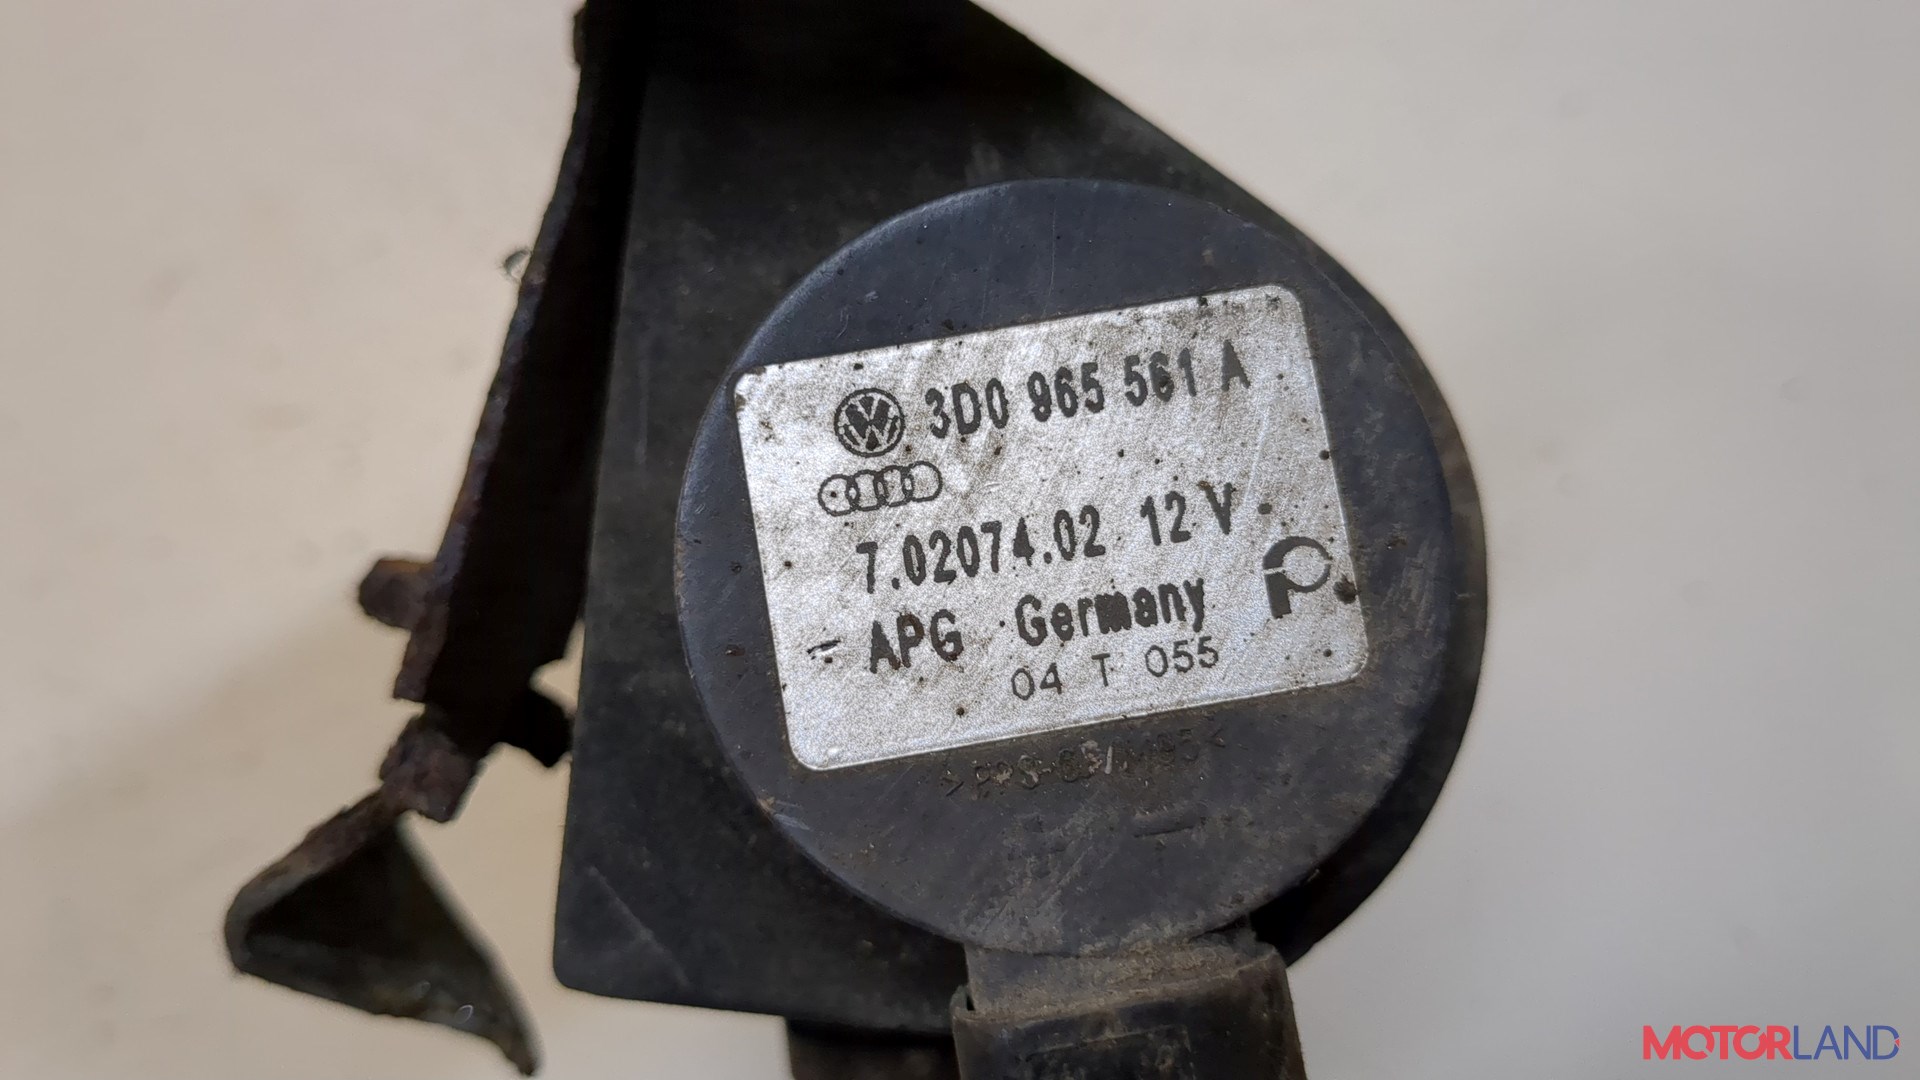 3D0 965 561 A
7.02074.02 12 V
APG Germany
04 T 055
MOTORLAND